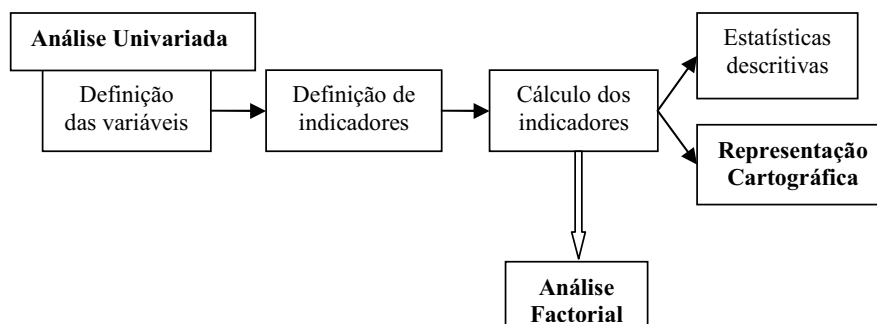 Análise Univariada
Definição
das variáveis
Definição de
indicadores
Cálculo dos
indicadores
Estatísticas
descritivas
Representação
Cartográfica
Análise
Factorial